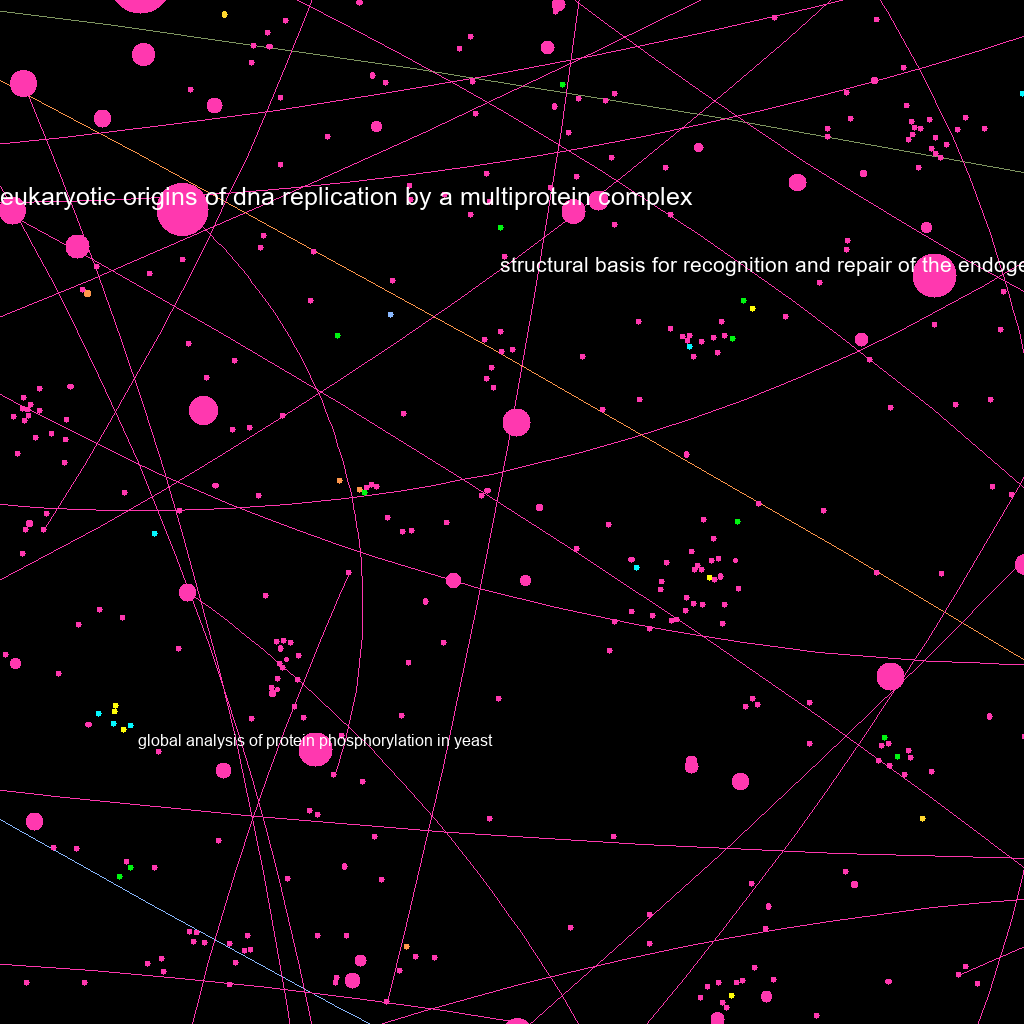 eukaryotic origins of dna replication by a multiprotein complex
structural basis for recognition and repair of the
global analysis of protein phosphorylation in yeast